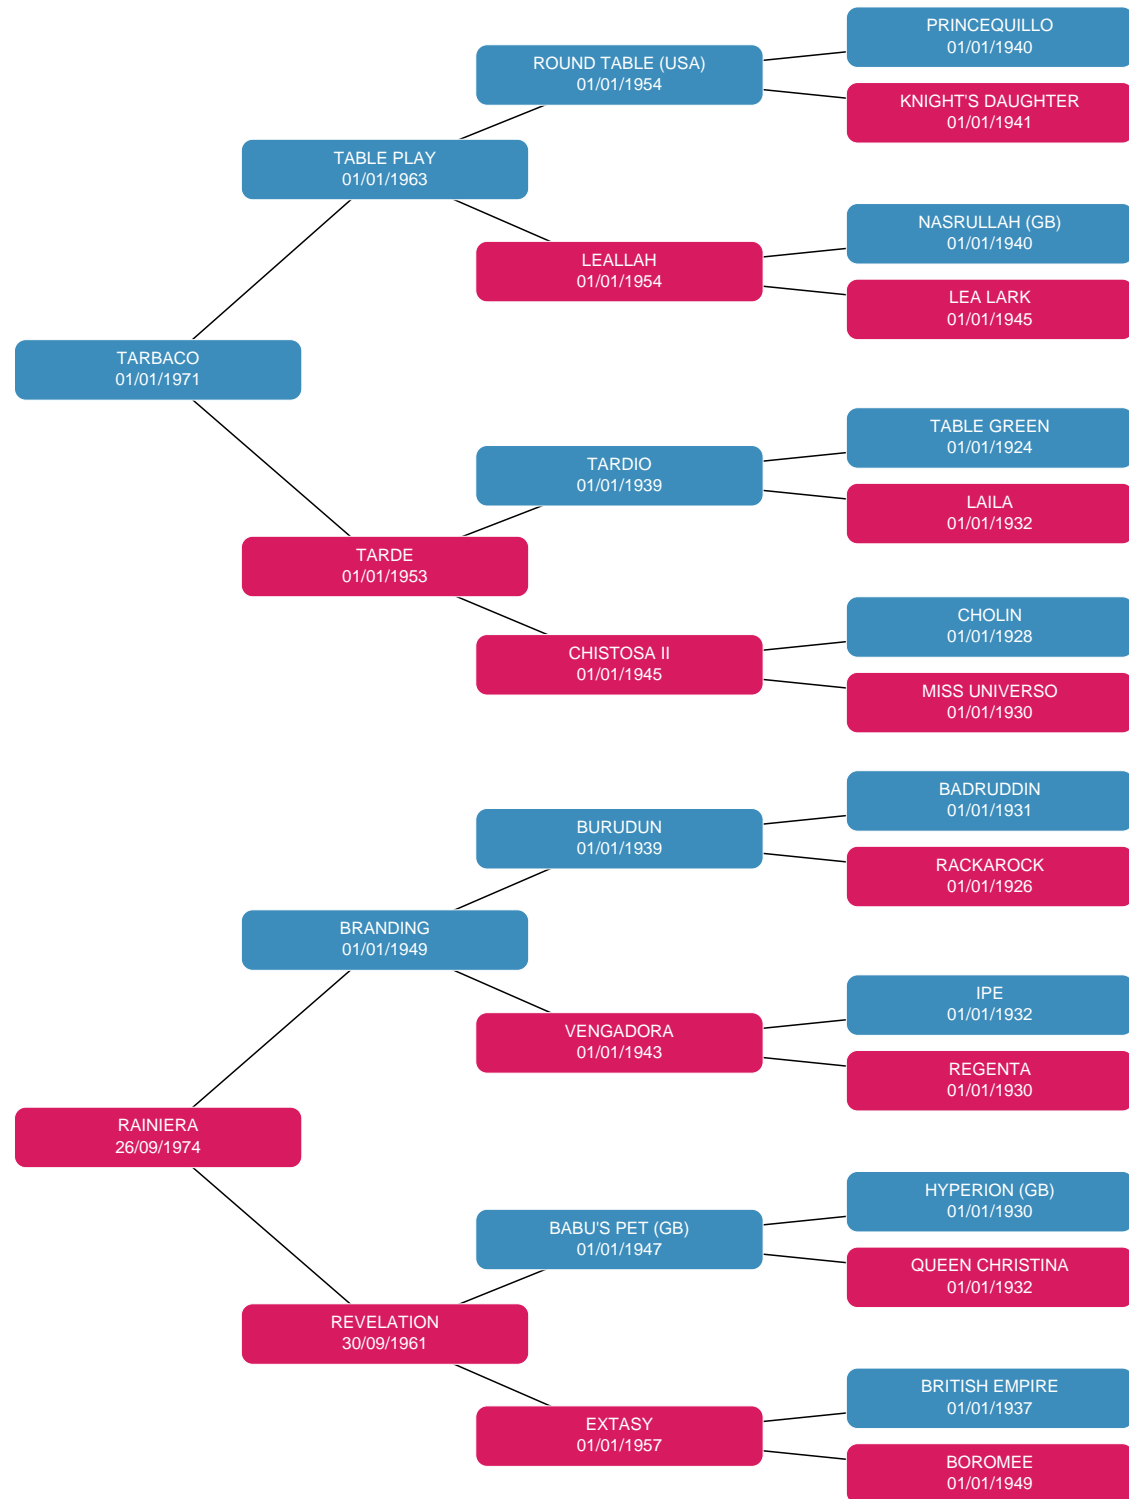 PRINCEQUILLO
01/01/1940
ROUND TABLE (USA)
01/01/1954
KNIGHT'S DAUGHTER
01/01/1941
TABLE PLAY
01/01/1963
NASRULLAH (GB)
01/01/1940
LEALLAH
01/01/1954
LEA LARK
01/01/1945
TARBACO
01/01/1971
TABLE GREEN
01/01/1924
TARDIO
01/01/1939
LAILA
01/01/1932
TARDE
01/01/1953
CHOLIN
01/01/1928
CHISTOSA II
01/01/1945
MISS UNIVERSO
01/01/1930
BADRUDDIN
01/01/1931
BURUDUN
01/01/1939
RACKAROCK
01/01/1926
BRANDING
01/01/1949
IPE
01/01/1932
VENGADORA
01/01/1943
REGENTA
01/01/1930
RAINIERA
26/09/1974
HYPERION (GB)
01/01/1930
BABU'S PET (GB)
01/01/1947
QUEEN CHRISTINA
01/01/1932
REVELATION
30/09/1961
BRITISH EMPIRE
01/01/1937
EXTASY
01/01/1957
BOROMEE
01/01/1949